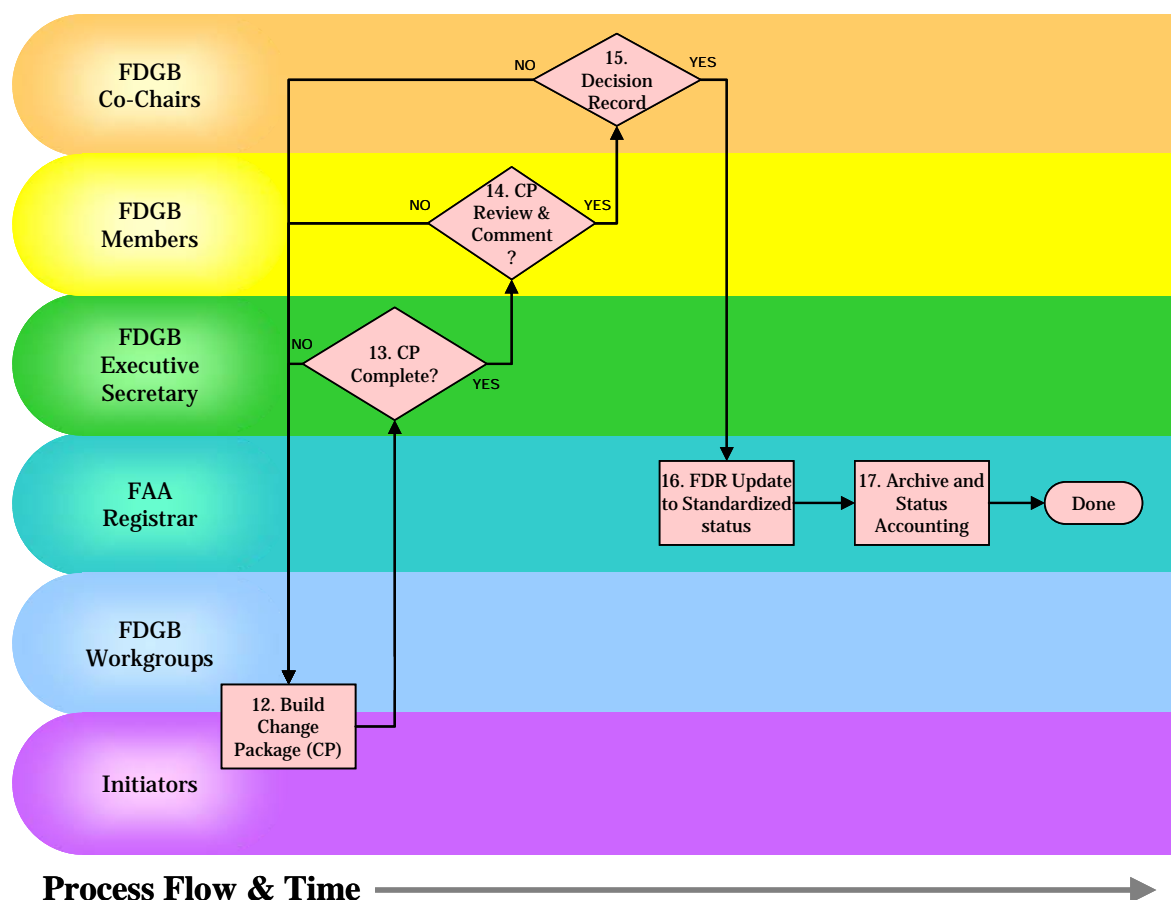 FDGB
Co-Chairs
NO
15.
Decision
Record
YES
FDGB
Members
NO
14. CP
Review &
Comment
?
YES
FDGB
Executive
Secretary
NO
13. CP
Complete?
YES
FAA
Registrar
16. FDR Update
to Standardized
status
17. Archive and
Status
Accounting
Done
FDGB
Workgroups
12. Build
Change
Package (CP)
Initiators
Process Flow & Time